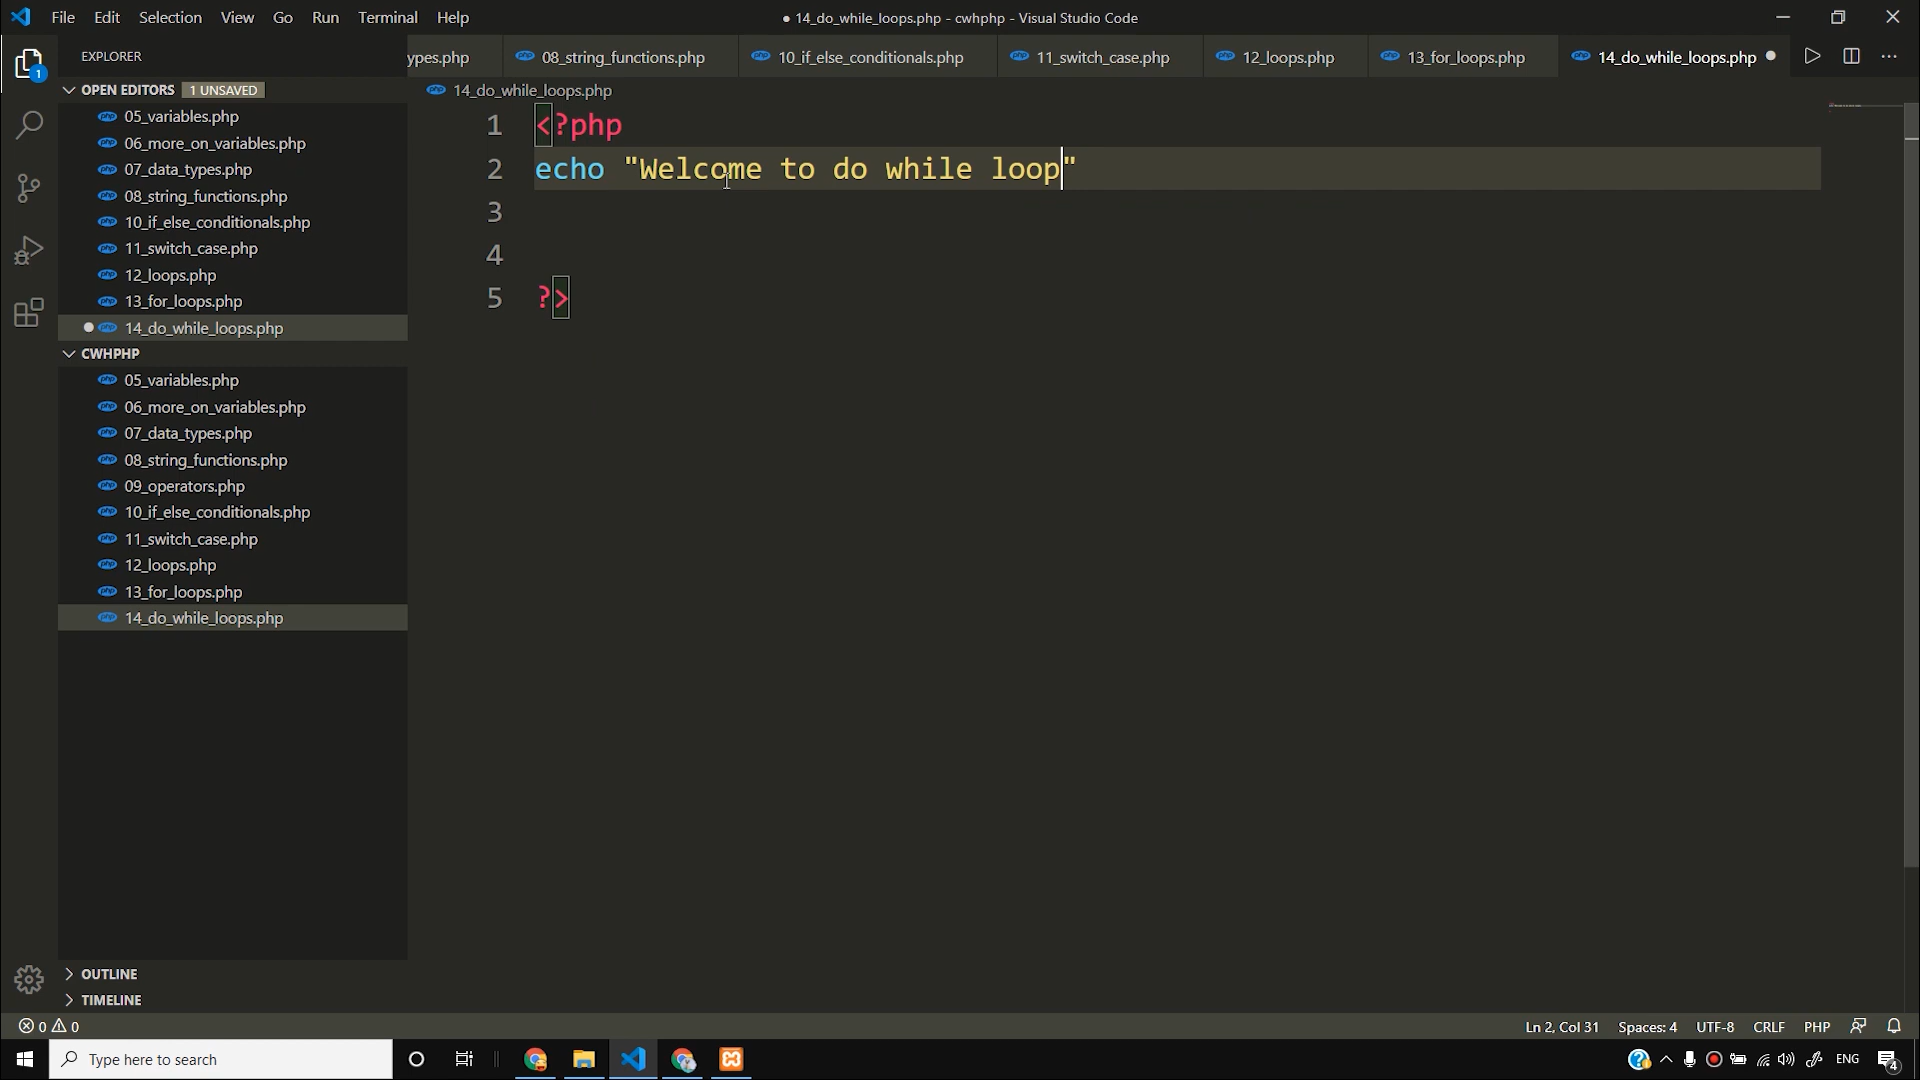 File Edit Selection View Go Run Terminal Help
● 14_do_while_loops.php - cwhphp - Visual Studio Code
EXPLORER
ypes.php 08_string_functions.php 10_if_else_conditionals.php 11_switch_case.php 12_loops.php 13_for_loops.php 14_do_while_loops.php
OPEN EDITORS 1 UNSAVED
05_variables.php
06_more_on_variables.php
07_data_types.php
08_string_functions.php
10_if_else_conditionals.php
11_switch_case.php
12_loops.php
13_for_loops.php
14_do_while_loops.php
CWHPHP
05_variables.php
06_more_on_variables.php
07_data_types.php
08_string_functions.php
09_operators.php
10_if_else_conditionals.php
11_switch_case.php
12_loops.php
13_for_loops.php
14_do_while_loops.php
OUTLINE
TIMELINE
14_do_while_loops.php
1 <?php
2 echo "Welcome to do while loop"
3
4
5 ?>
0 0
Ln 2, Col 31 Spaces: 4 UTF-8 CRLF PHP
Type here to search
ENG
4